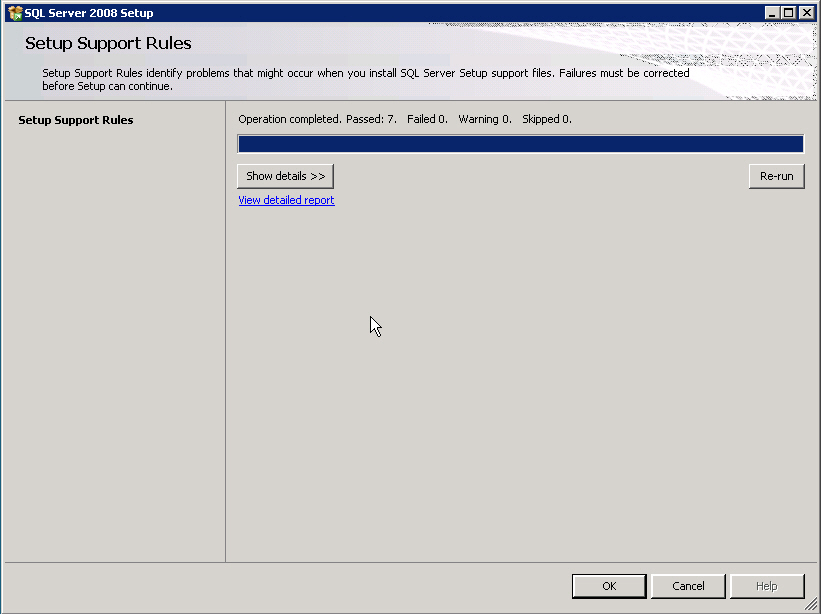 SQL Server 2008 Setup
Setup Support Rules
Setup Support Rules identify problems that might occur when you install SQL Server Setup support files. Failures must be corrected
before Setup can continue.
Setup Support Rules
Operation completed. Passed: 7.   Failed 0.   Warning 0.   Skipped 0.
Show details >>
Re-run
View detailed report
OK
Cancel
Help